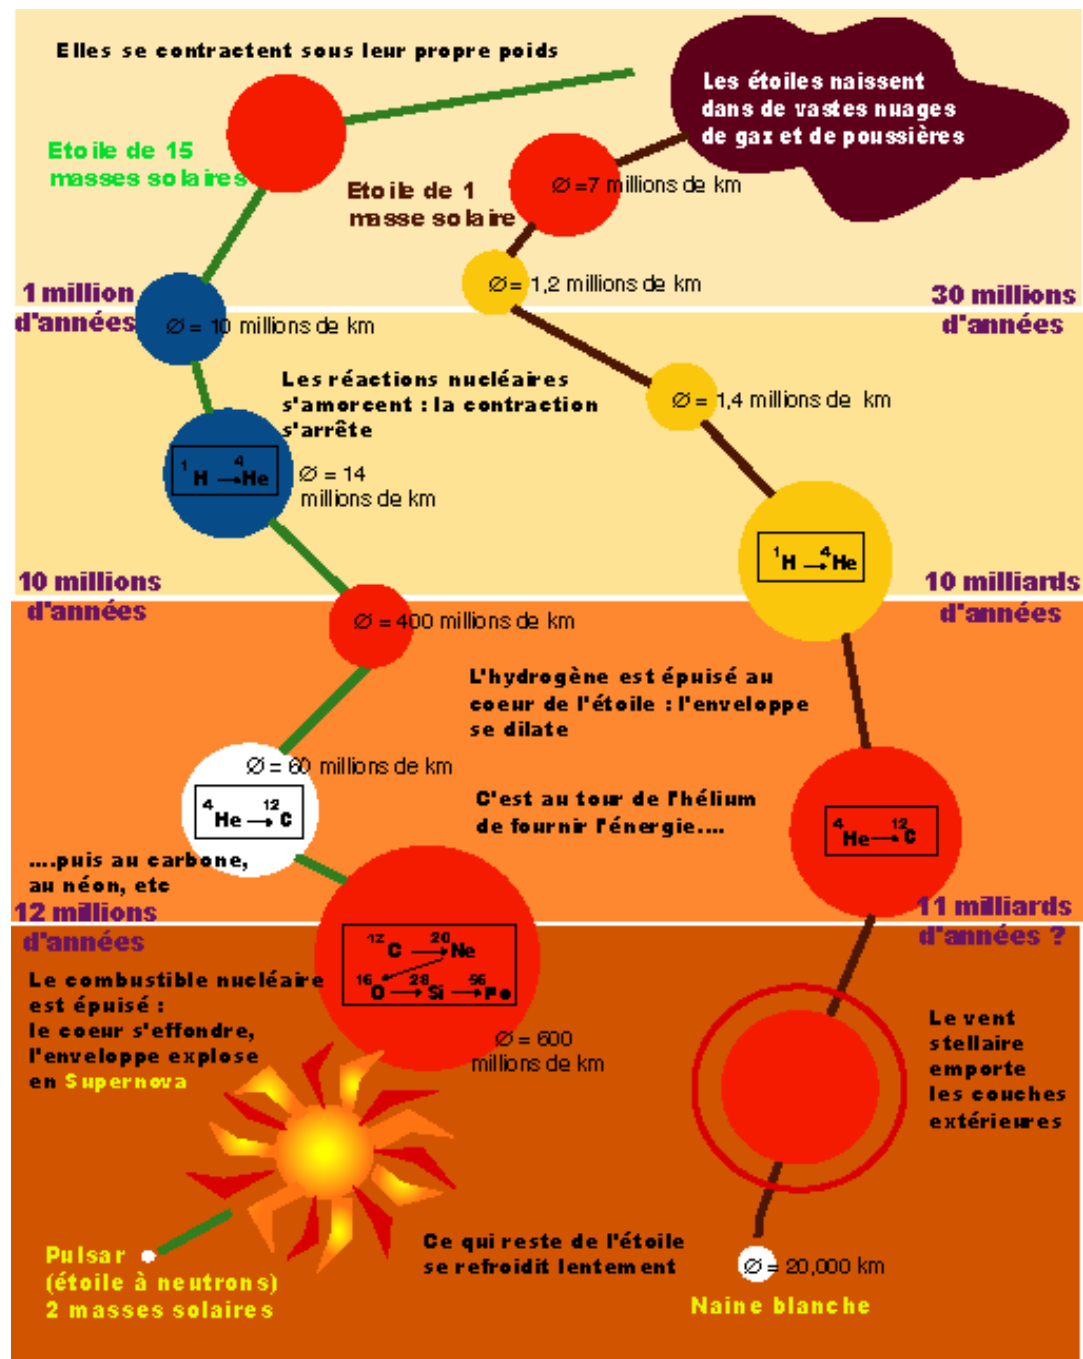 Elles se contractent sous leur propre poids
Les étoiles naissent
dans de vastes nuages
de gaz et de poussières
Etoile de 15
masses solaires
Etoile de 1
masse solaire
∅ =7 millions de km
∅ = 1,2 millions de km
1 million
d'années
30 millions
d'années
∅ = 10 millions de km
Les réactions nucléaires
s'amorcent : la contraction
s'arrête
∅ = 1,4 millions de km
1H → 4He
∅ = 14
millions de km
1H → 4He
10 millions
d'années
10 milliards
d'années
∅ = 400 millions de km
L'hydrogène est épuisé au
coeur de l'étoile : l'enveloppe
se dilate
∅ = 60 millions de km
4He → 12C
C'est au tour de l'hélium
de fournir l'énergie....
4He → 12C
....puis au carbone,
au néon, etc
12 millions
d'années
11 milliards
d'années ?
12C → 20Ne
16O → 28Si → 56Fe
Le combustible nucléaire
est épuisé :
le coeur s'effondre,
l'enveloppe explose
en Supernova
∅ = 600
millions de km
Le vent
stellaire
emporte
les couches
extérieures
Pulsar
(étoile à neutrons)
2 masses solaires
Ce qui reste de l'étoile
se refroidit lentement
∅ = 20,000 km
Naine blanche